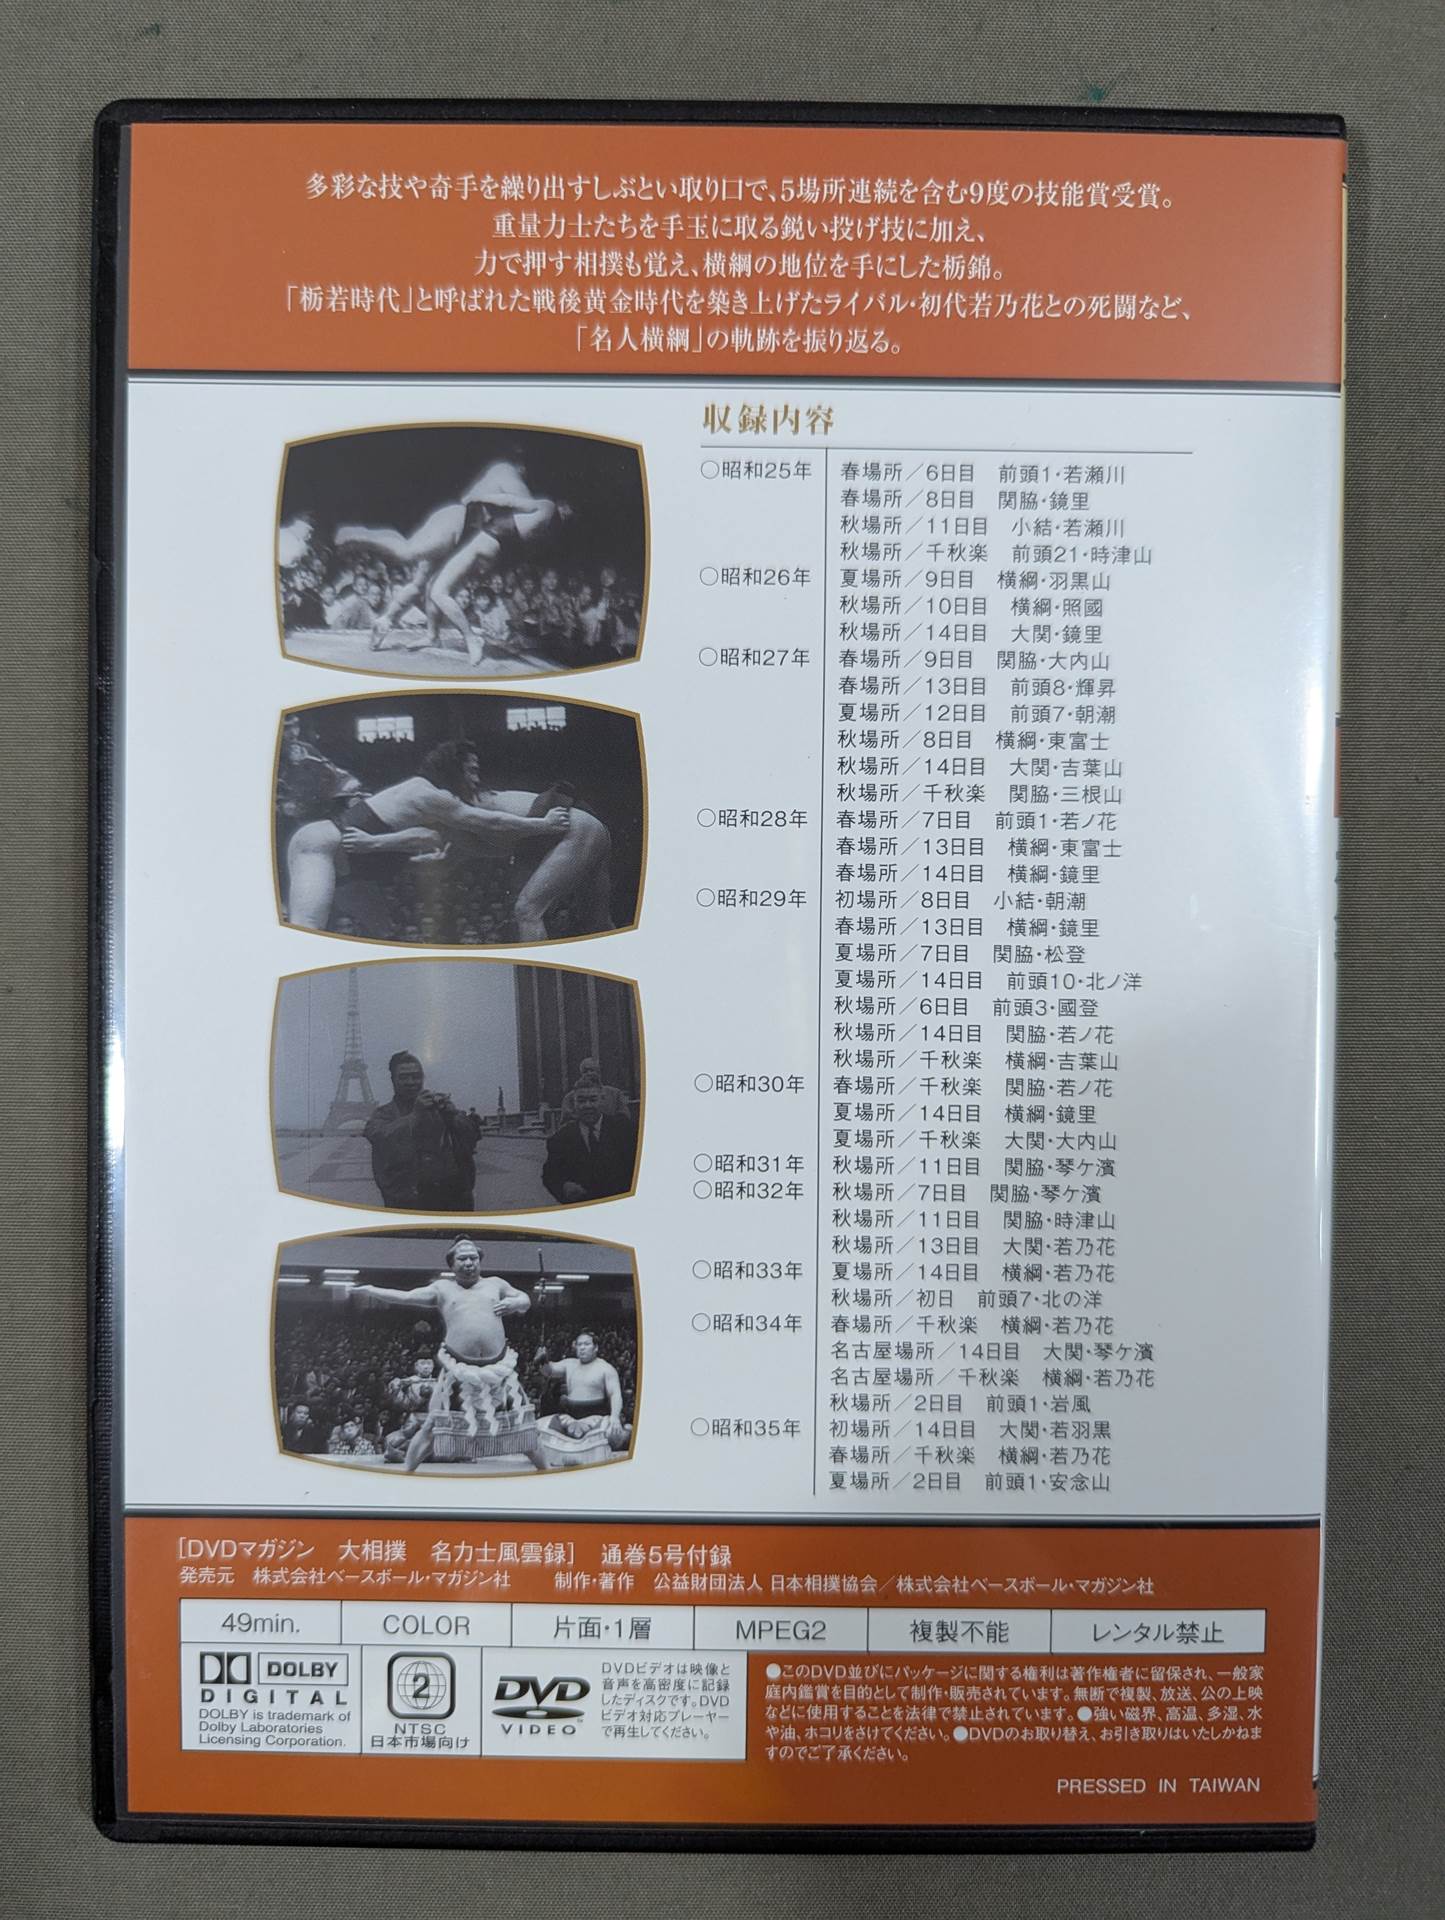 多彩な技や奇手を繰り出すしぶとい取り口で、5場所連続を含む9度の技能賞受賞。
重量力士たちを手玉に取る鋭い投げ技に加え、
力で押す相撲も覚え、横綱の地位を手にした栃錦。
「栃若時代」と呼ばれた戦後黄金時代を築き上げたライバル・初代若乃花との死闘など、
「名人横綱」の軌跡を振り返る。
収録内容
○昭和25年 春場所／6日目 前頭1・若瀬川
春場所／8日目 関脇・鏡里
秋場所／11日目 小結・若瀬川
秋場所／千秋楽 前頭21・時津山
○昭和26年 夏場所／9日目 横綱・羽黒山
秋場所／10日目 横綱・照國
秋場所／14日目 大関・鏡里
○昭和27年 春場所／9日目 関脇・大内山
春場所／13日目 前頭8・輝昇
夏場所／12日目 前頭7・朝潮
秋場所／8日目 横綱・東富士
秋場所／14日目 大関・吉葉山
秋場所／千秋楽 関脇・三根山
○昭和28年 春場所／7日目 前頭1・若ノ花
春場所／13日目 横綱・東富士
春場所／14日目 横綱・鏡里
○昭和29年 初場所／8日目 小結・朝潮
春場所／13日目 横綱・鏡里
夏場所／7日目 関脇・松登
夏場所／14日目 前頭10・北ノ洋
秋場所／6日目 前頭3・國登
秋場所／14日目 関脇・若ノ花
秋場所／千秋楽 横綱・吉葉山
○昭和30年 春場所／千秋楽 関脇・若ノ花
夏場所／14日目 横綱・鏡里
夏場所／千秋楽 大関・大内山
○昭和31年 秋場所／11日目 関脇・琴ケ濱
○昭和32年 秋場所／7日目 関脇・琴ケ濱
秋場所／11日目 関脇・時津山
秋場所／13日目 大関・若乃花
○昭和33年 夏場所／14日目 横綱・若乃花
秋場所／初日 前頭7・北の洋
○昭和34年 春場所／千秋楽 横綱・若乃花
名古屋場所／14日目 大関・琴ケ濱
名古屋場所／千秋楽 横綱・若乃花
秋場所／2日目 前頭1・岩風
○昭和35年 初場所／14日目 大関・若羽黒
春場所／千秋楽 横綱・若乃花
夏場所／2日目 前頭1・安念山
［DVDマガジン 大相撲 名力士風雲録］ 通巻5号付録
発売元 株式会社ベースボール・マガジン社 制作・著作 公益財団法人 日本相撲協会／株式会社ベースボール・マガジン社
49min. COLOR 片面・1層 MPEG2 複製不能 レンタル禁止
DOLBY
DIGITAL
DOLBY is trademark of
Dolby Laboratories
Licensing Corporation.
2
NTSC
日本市場向け
DVD
VIDEO
DVDビデオは映像と
音声を高密度に記録
したディスクです。DVD
ビデオ対応プレーヤー
で再生してください。
●このDVD並びにパッケージに関する権利は著作権者に留保され、一般家
庭内鑑賞を目的として制作・販売されています。無断で複製、放送、公の上映
などに使用することを法律で禁止されています。●強い磁界、高温、多湿、水
や油、ホコリをさけてください。●DVDのお取り替え、お引き取りはいたしかねま
すのでご了承ください。
PRESSED IN TAIWAN